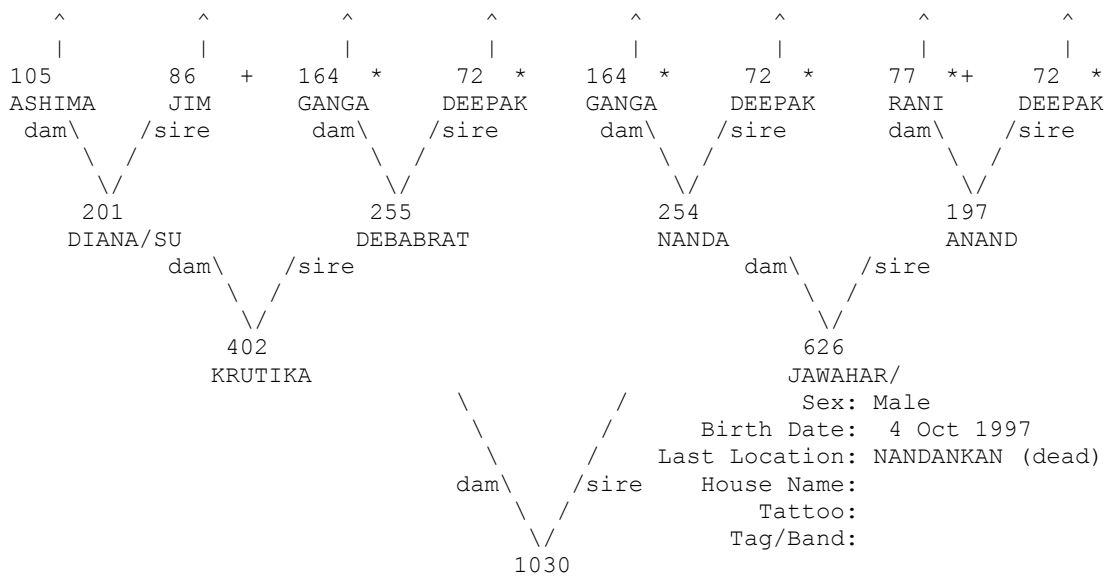 ^ ^ ^ ^ ^ ^ ^ ^
| | | | | | | |
105 86 + 164 * 72 * 164 * 72 * 77 *+ 72 *
ASHIMA JIM GANGA DEEPAK GANGA DEEPAK RANI DEEPAK
dam\ /sire dam\ /sire dam\ /sire dam\ /sire
\ / \ / \ / \ /
\/ \/ \/ \/
201 255 254 197
DIANA/SU DEBABRAT NANDA ANAND
dam\ /sire dam\ /sire
\ / \ /
\/ \/
402 626
KRUTIKA JAWAHAR/
\ / Sex: Male
\ / Birth Date: 4 Oct 1997
\ / Last Location: NANDANKAN (dead)
dam\ /sire House Name:
\ / Tattoo:
\/ Tag/Band:
1030